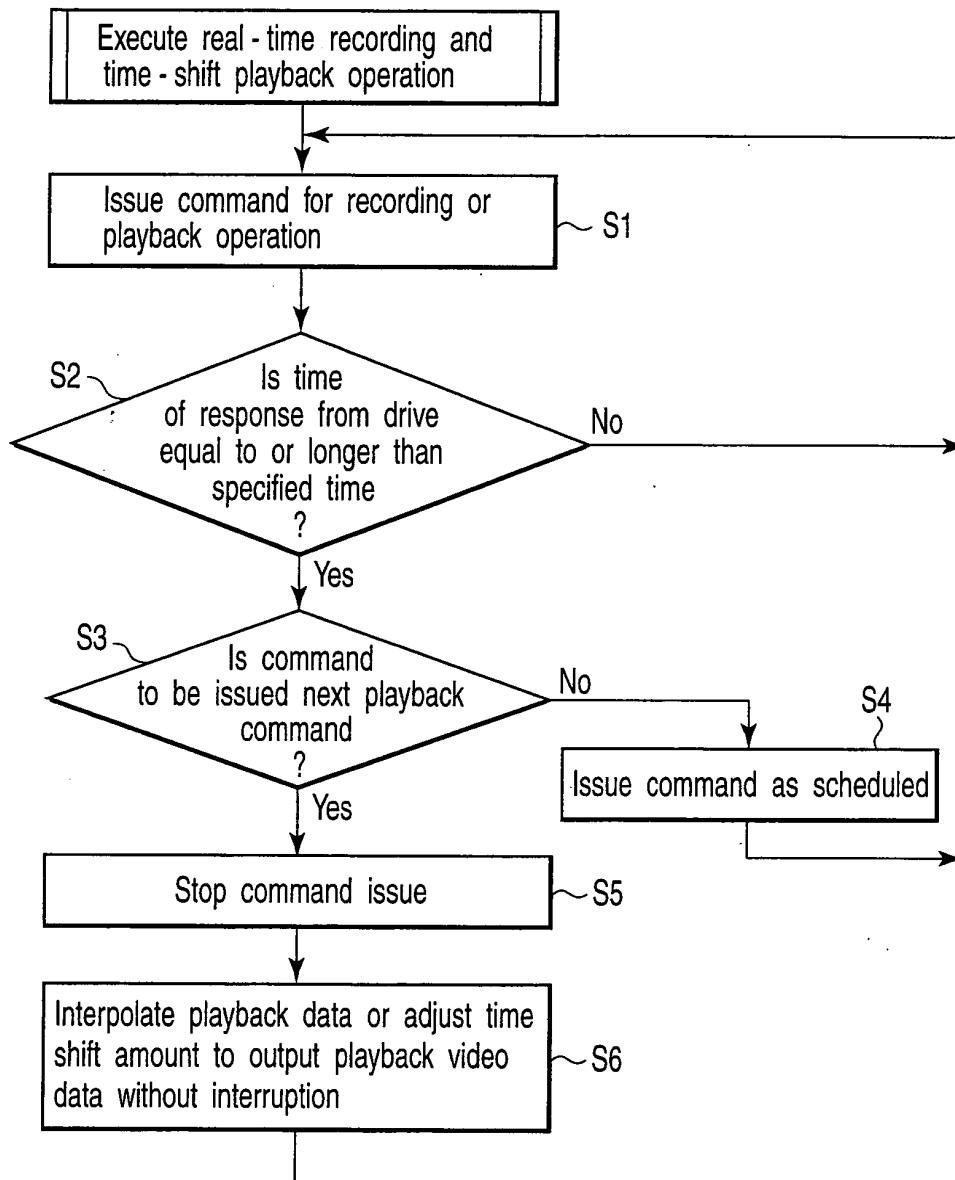 Execute real - time recording and
time - shift playback operation
Issue command for recording or
playback operation
S1
S2
Is time
of response from drive
equal to or longer than
specified time
?
No
Yes
S3
Is command
to be issued next playback
command
?
No
S4
Issue command as scheduled
Yes
Stop command issue
S5
Interpolate playback data or adjust time
shift amount to output playback video
data without interruption
S6